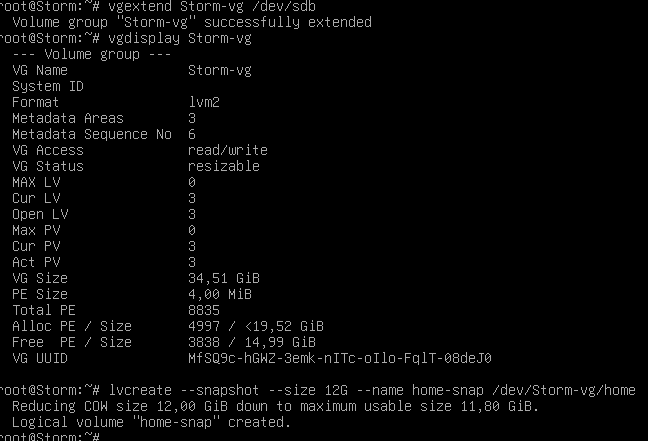 root@Storm:~# vgextend Storm-vg /dev/sdb
  Volume group "Storm-vg" successfully extended
root@Storm:~# vgdisplay Storm-vg
  --- Volume group ---
  VG Name               Storm-vg
  System ID
  Format                lvm2
  Metadata Areas        3
  Metadata Sequence No  6
  VG Access             read/write
  VG Status             resizable
  MAX LV                0
  Cur LV                3
  Open LV               3
  Max PV                0
  Cur PV                3
  Act PV                3
  VG Size               34,51 GiB
  PE Size               4,00 MiB
  Total PE              8835
  Alloc PE / Size       4997 / <19,52 GiB
  Free  PE / Size       3838 / 14,99 GiB
  VG UUID               MfSQ9c-hGWZ-3emk-nITc-oIlo-FqlT-08deJ0

root@Storm:~# lvcreate --snapshot --size 12G --name home-snap /dev/Storm-vg/home
  Reducing COW size 12,00 GiB down to maximum usable size 11,80 GiB.
  Logical volume "home-snap" created.
root@Storm:~#